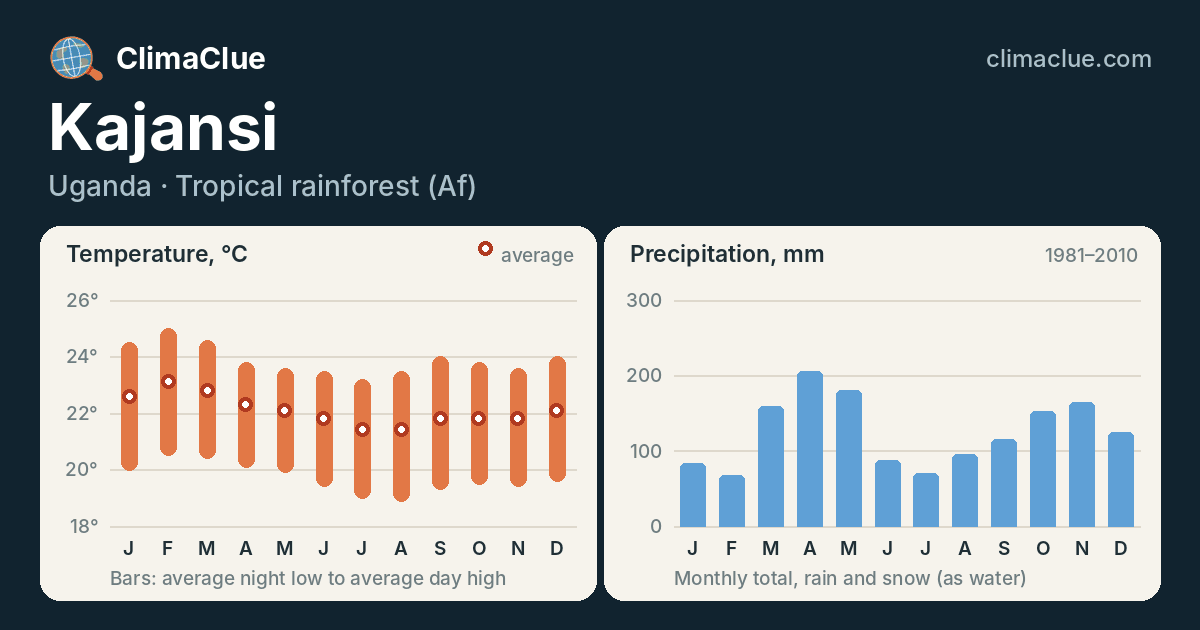 ClimaClue
climaclue.com
Kajansi
Uganda · Tropical rainforest (Af)
Temperature, °C
average
26°
24°
22°
20°
18°
J F M A M J J A S O N D
Bars: average night low to average day high
Precipitation, mm
1981–2010
300
200
100
0
J F M A M J J A S O N D
Monthly total, rain and snow (as water)